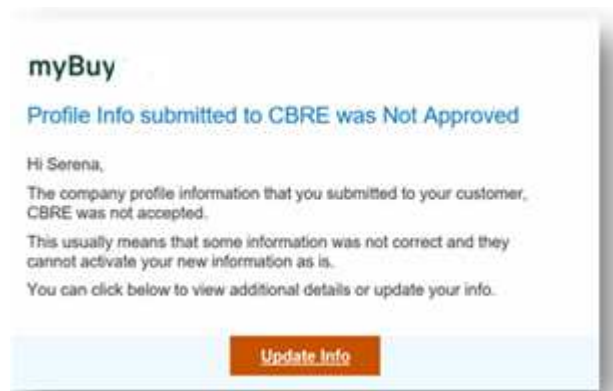 myBuy
Profile Info submitted to CBRE was Not Approved
Hi Serena,
The company profile information that you submitted to your customer,
CBRE was not accepted.
This usually means that some information was not correct and they
cannot activate your new information as is.
You can click below to view additional details or update your info.
Update Info